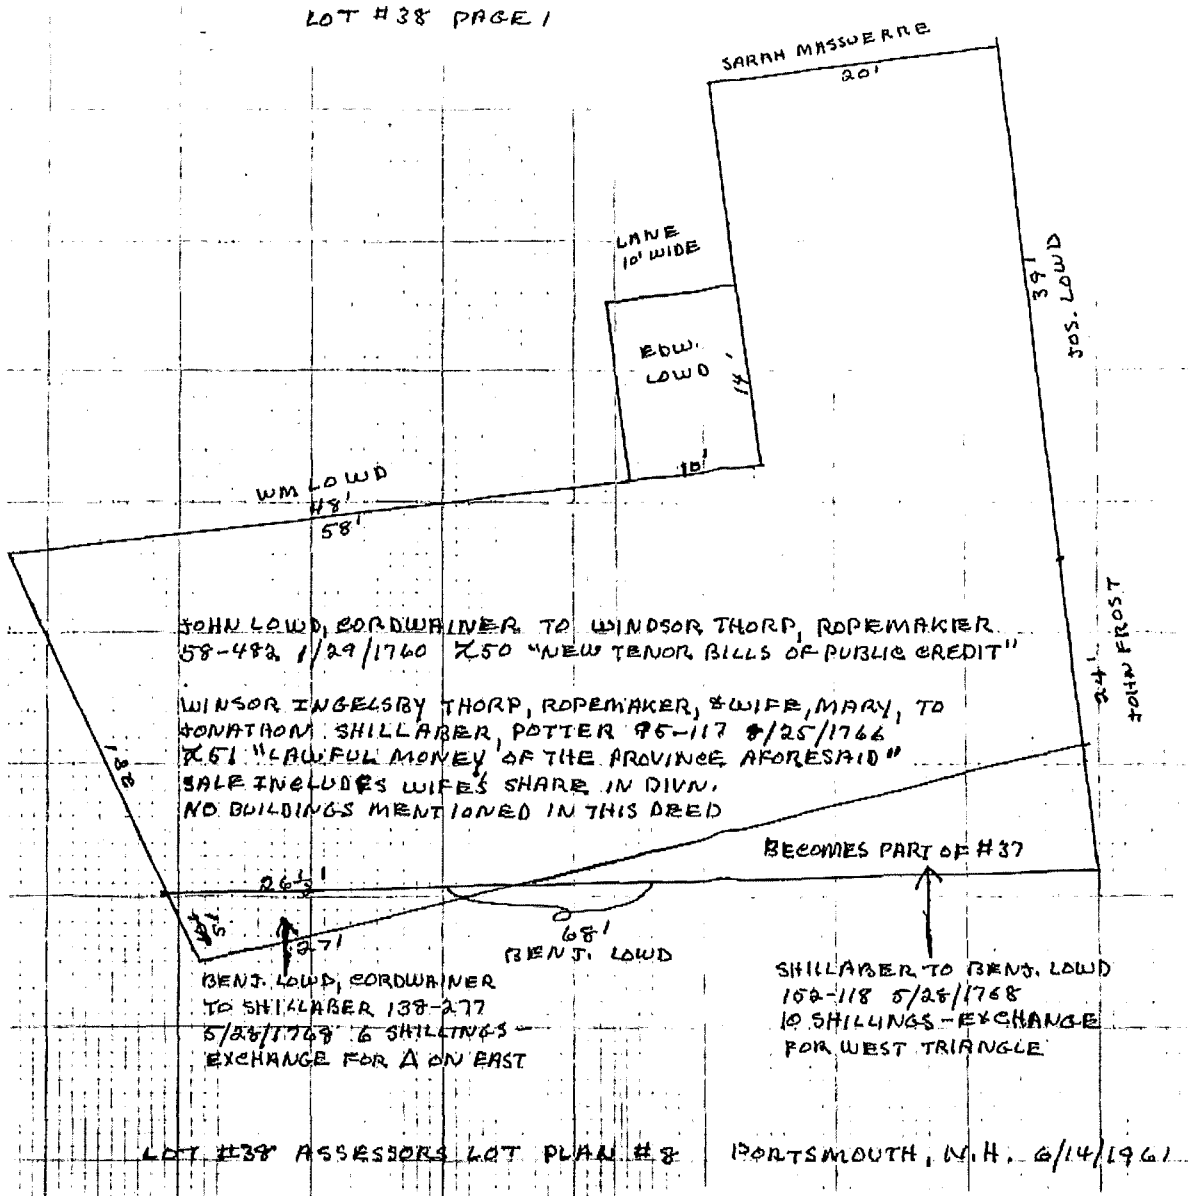 LOT #38 PAGE 1
SARAH MASSUERRE
20'
LANE
10' WIDE
39'
JOS. LOWD
EDW.
LOWD
14'
10'
WM LOWD
48'
58'
JOHN FROST
24'
JOHN LOWD, CORDWAINER TO WINDSOR THORP, ROPEMAKER
58-482 1/29/1760 £50 "NEW TENOR BILLS OF PUBLIC CREDIT"
WINSOR INGELSBY THORP, ROPEMAKER, & WIFE, MARY, TO
JONATHON SHILLABER, POTTER 95-117 8/25/1766
£51 "LAWFUL MONEY OF THE PROVINCE AFORESAID"
SALE INCLUDES WIFE'S SHARE IN DIVN.
NO BUILDINGS MENTIONED IN THIS DEED
BECOMES PART OF #37
26½'
5'
27'
68'
BENJ. LOWD
BENJ. LOWD, CORDWAINER
TO SHILLABER 138-277
5/28/1768 6 SHILLINGS -
EXCHANGE FOR Δ ON EAST
SHILLABER TO BENJ. LOWD
152-118 5/28/1768
10 SHILLINGS - EXCHANGE
FOR WEST TRIANGLE
LOT #38 ASSESSORS LOT PLAN #8 PORTSMOUTH, N.H. 6/14/1961